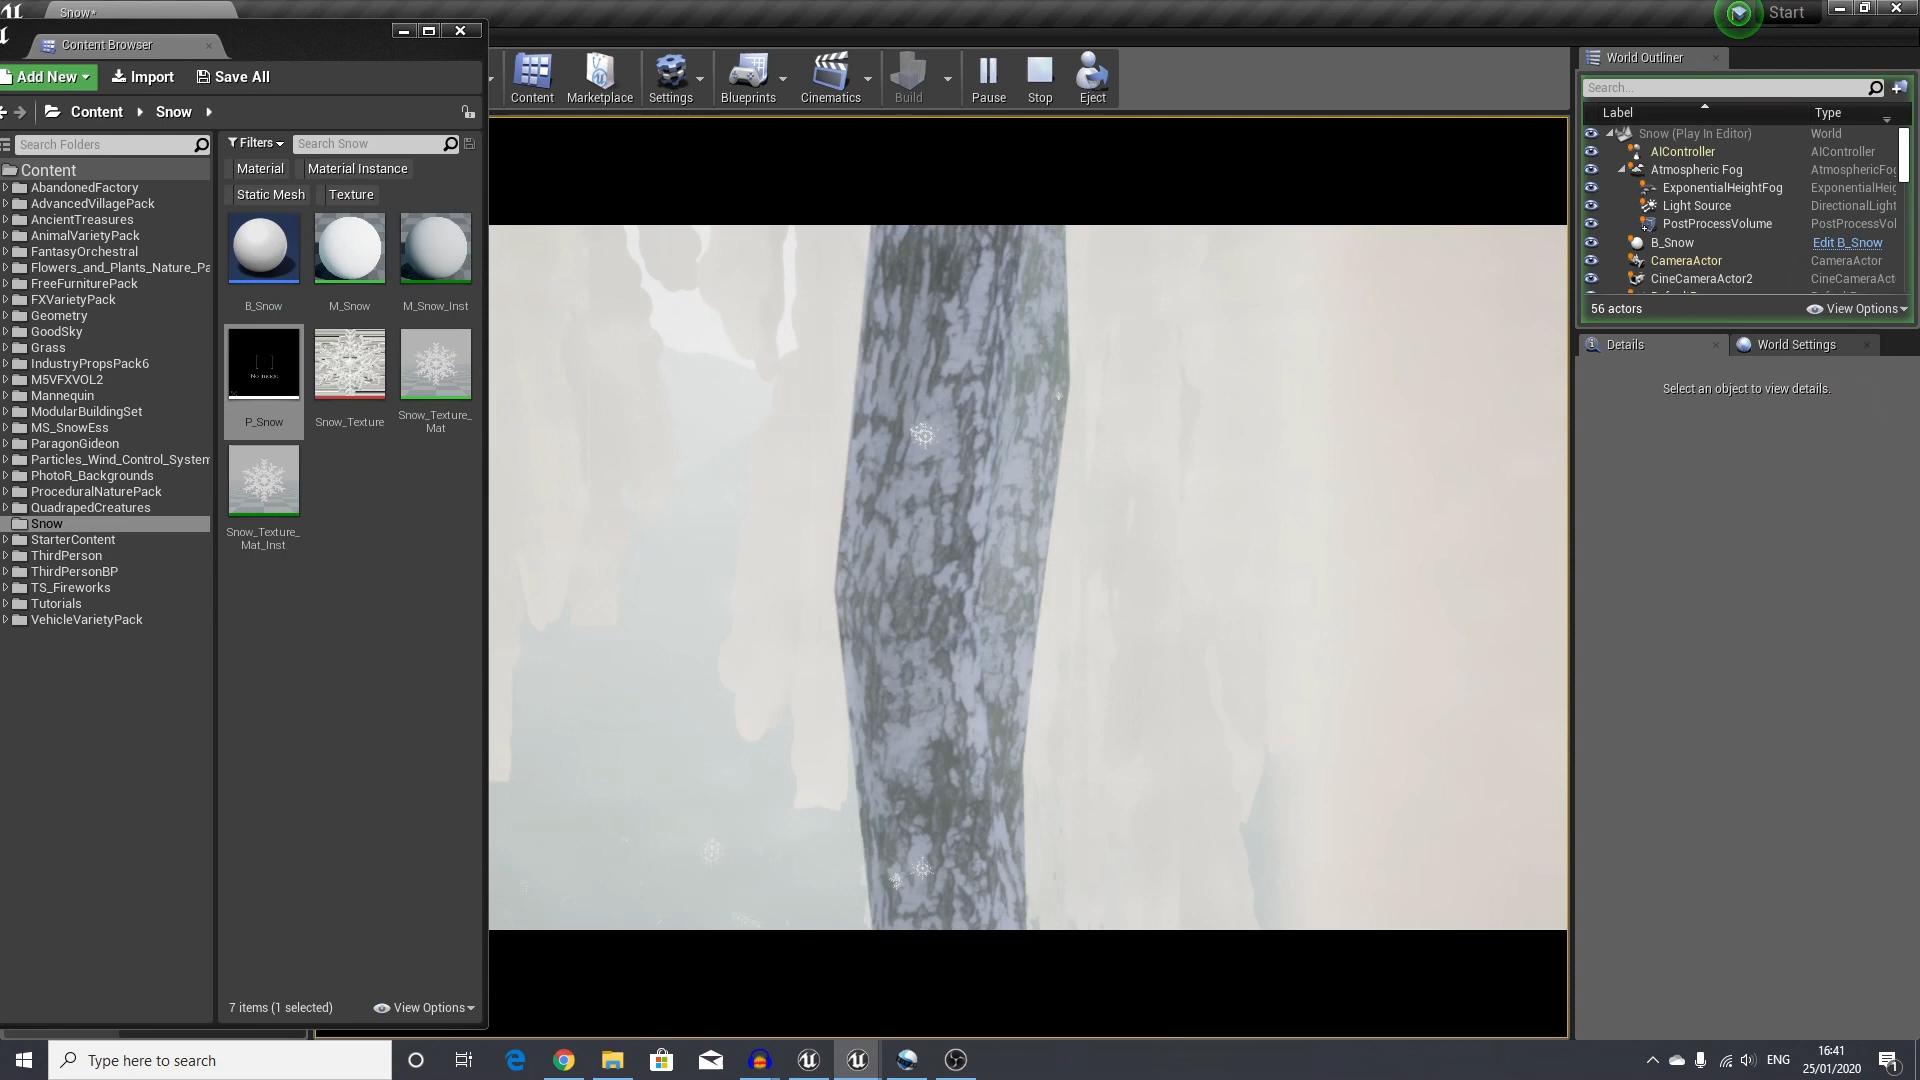 Snow*
Start
Content Browser
Add New
Import
Save All
Content
Snow
Search Folders
Content
AbandonedFactory
AdvancedVillagePack
AncientTreasures
AnimalVarietyPack
FantasyOrchestral
Flowers_and_Plants_Nature_Pa
FreeFurniturePack
FXVarietyPack
Geometry
GoodSky
Grass
IndustryPropsPack6
M5VFXVOL2
Mannequin
ModularBuildingSet
MS_SnowEss
ParagonGideon
Particles_Wind_Control_System
PhotoR_Backgrounds
ProceduralNaturePack
QuadrapedCreatures
Snow
StarterContent
ThirdPerson
ThirdPersonBP
TS_Fireworks
Tutorials
VehicleVarietyPack
Filters
Search Snow
Material
Material Instance
Static Mesh
Texture
B_Snow
M_Snow
M_Snow_Inst
No Image
P_Snow
Snow_Texture
Snow_Texture_
Mat
Snow_Texture_
Mat_Inst
7 items (1 selected)
View Options
Content
Marketplace
Settings
Blueprints
Cinematics
Build
Pause
Stop
Eject
World Outliner
Search...
Label
Type
Snow (Play In Editor)
World
AIController
AIController
Atmospheric Fog
AtmosphericFog
ExponentialHeightFog
ExponentialHeig
Light Source
DirectionalLight
PostProcessVolume
PostProcessVol
B_Snow
Edit B_Snow
CameraActor
CameraActor
CineCameraActor2
CineCameraAct
56 actors
View Options
Details
World Settings
Select an object to view details.
Type here to search
ENG
16:41
25/01/2020
1